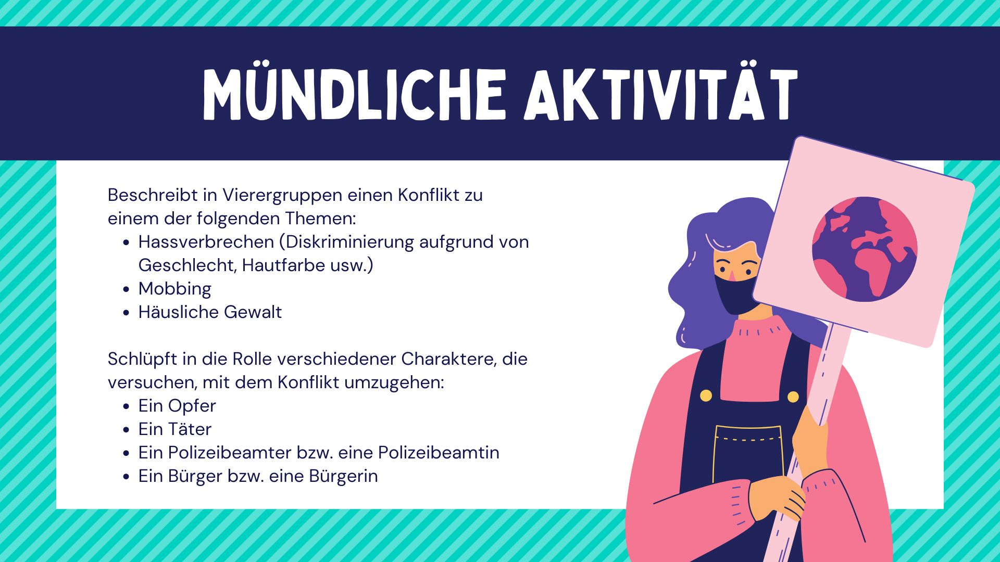 MÜNDLICHE AKTIVITÄT
Beschreibt in Vierergruppen einen Konflikt zu
einem der folgenden Themen:
• Hassverbrechen (Diskriminierung aufgrund von
Geschlecht, Hautfarbe usw.)
• Mobbing
• Häusliche Gewalt
Schlüpft in die Rolle verschiedener Charaktere, die
versuchen, mit dem Konflikt umzugehen:
• Ein Opfer
• Ein Täter
• Ein Polizeibeamter bzw. eine Polizeibeamtin
• Ein Bürger bzw. eine Bürgerin